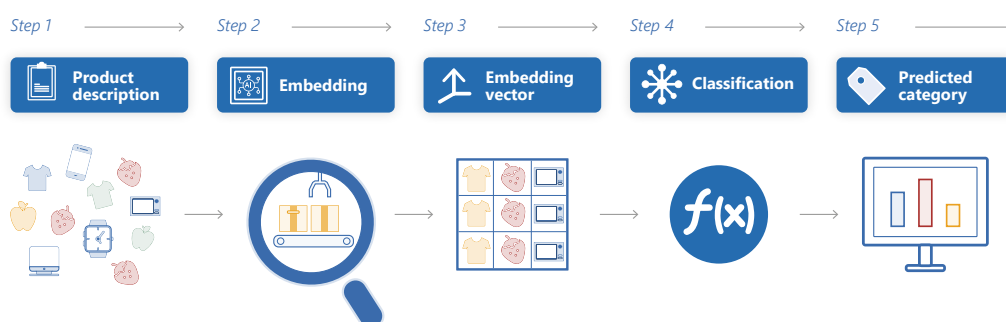 Step 1
Step 2
Step 3
Step 4
Step 5
Product
description
AI
Embedding
Embedding
vector
Classification
Predicted
category
f(x)